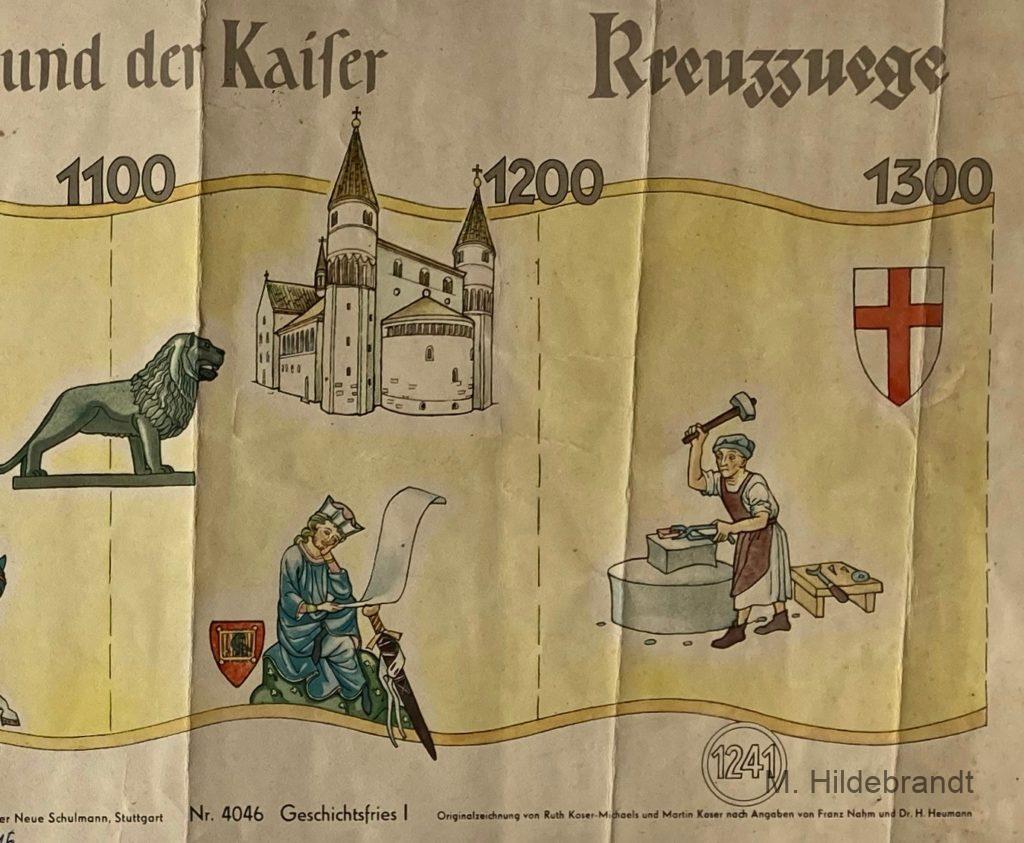 und der Kaiſer
Kreuzzuege
1100
1200
1300
1241
M. Hildebrandt
er Neue Schulmann, Stuttgart
Nr. 4046 Geschichtsfries I
Originalzeichnung von Ruth Koser-Michaels und Martin Koser nach Angaben von Franz Nahm und Dr. H. Heumann